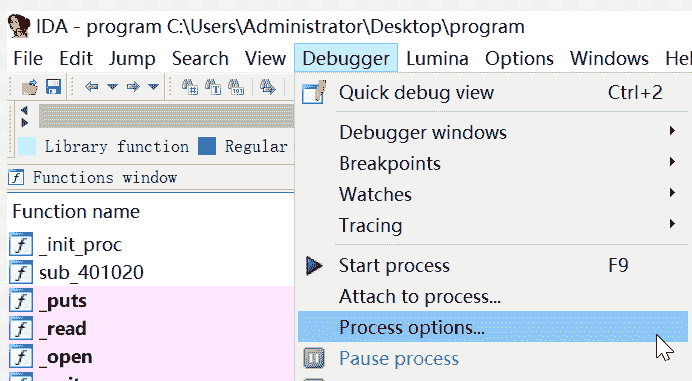 IDA - program C:\Users\Administrator\Desktop\program
File Edit Jump Search View Debugger Lumina Options Windows Hel
Quick debug view Ctrl+2
Debugger windows
Library function Regular
Breakpoints
Functions window
Watches
Tracing
Function name
_init_proc
Start process F9
sub_401020
Attach to process...
_puts
_read
Process options...
_open
Pause process